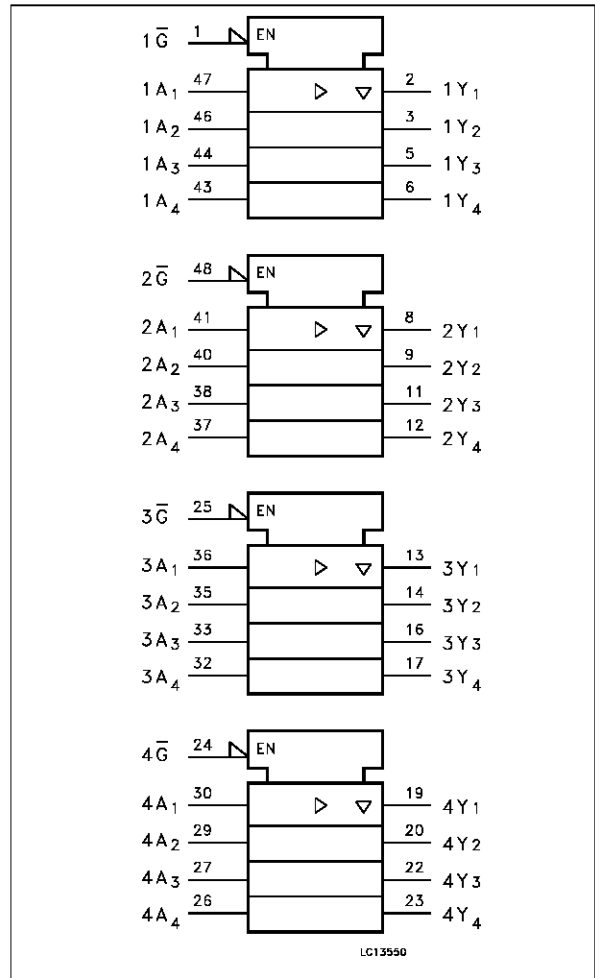 1G̅ 1 EN
1A₁ 47 2 1Y₁
1A₂ 46 3 1Y₂
1A₃ 44 5 1Y₃
1A₄ 43 6 1Y₄
2G̅ 48 EN
2A₁ 41 8 2Y₁
2A₂ 40 9 2Y₂
2A₃ 38 11 2Y₃
2A₄ 37 12 2Y₄
3G̅ 25 EN
3A₁ 36 13 3Y₁
3A₂ 35 14 3Y₂
3A₃ 33 16 3Y₃
3A₄ 32 17 3Y₄
4G̅ 24 EN
4A₁ 30 19 4Y₁
4A₂ 29 20 4Y₂
4A₃ 27 22 4Y₃
4A₄ 26 23 4Y₄
LC13550